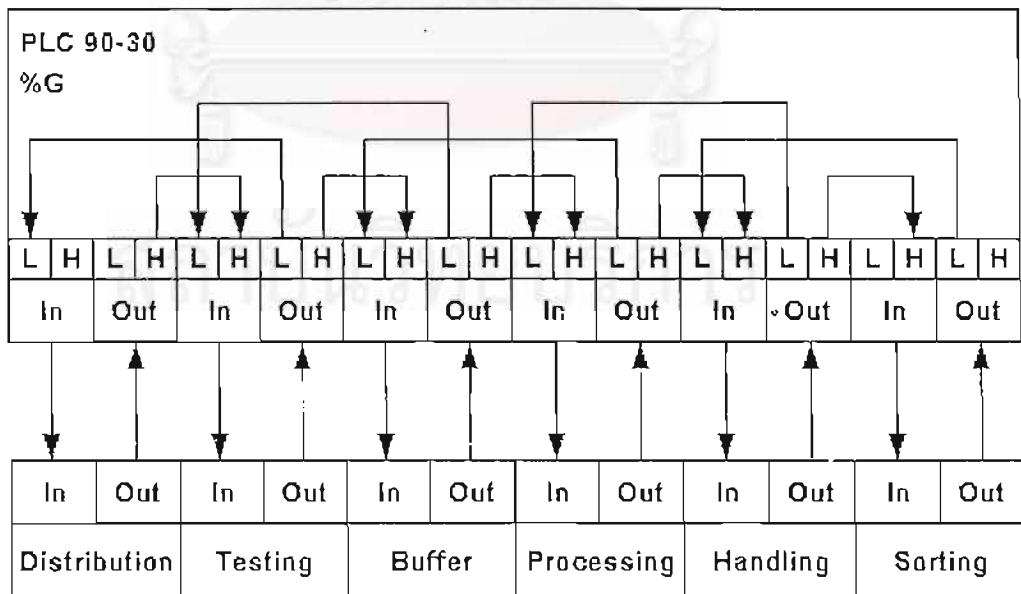 PLC 90-30
%G
L H L H L H L H L H L H L H L H L H L H L H L H
In Out In Out In Out In Out In Out In Out
In Out In Out In Out In Out In Out In Out
Distribution Testing Buffer Processing Handling Sorting